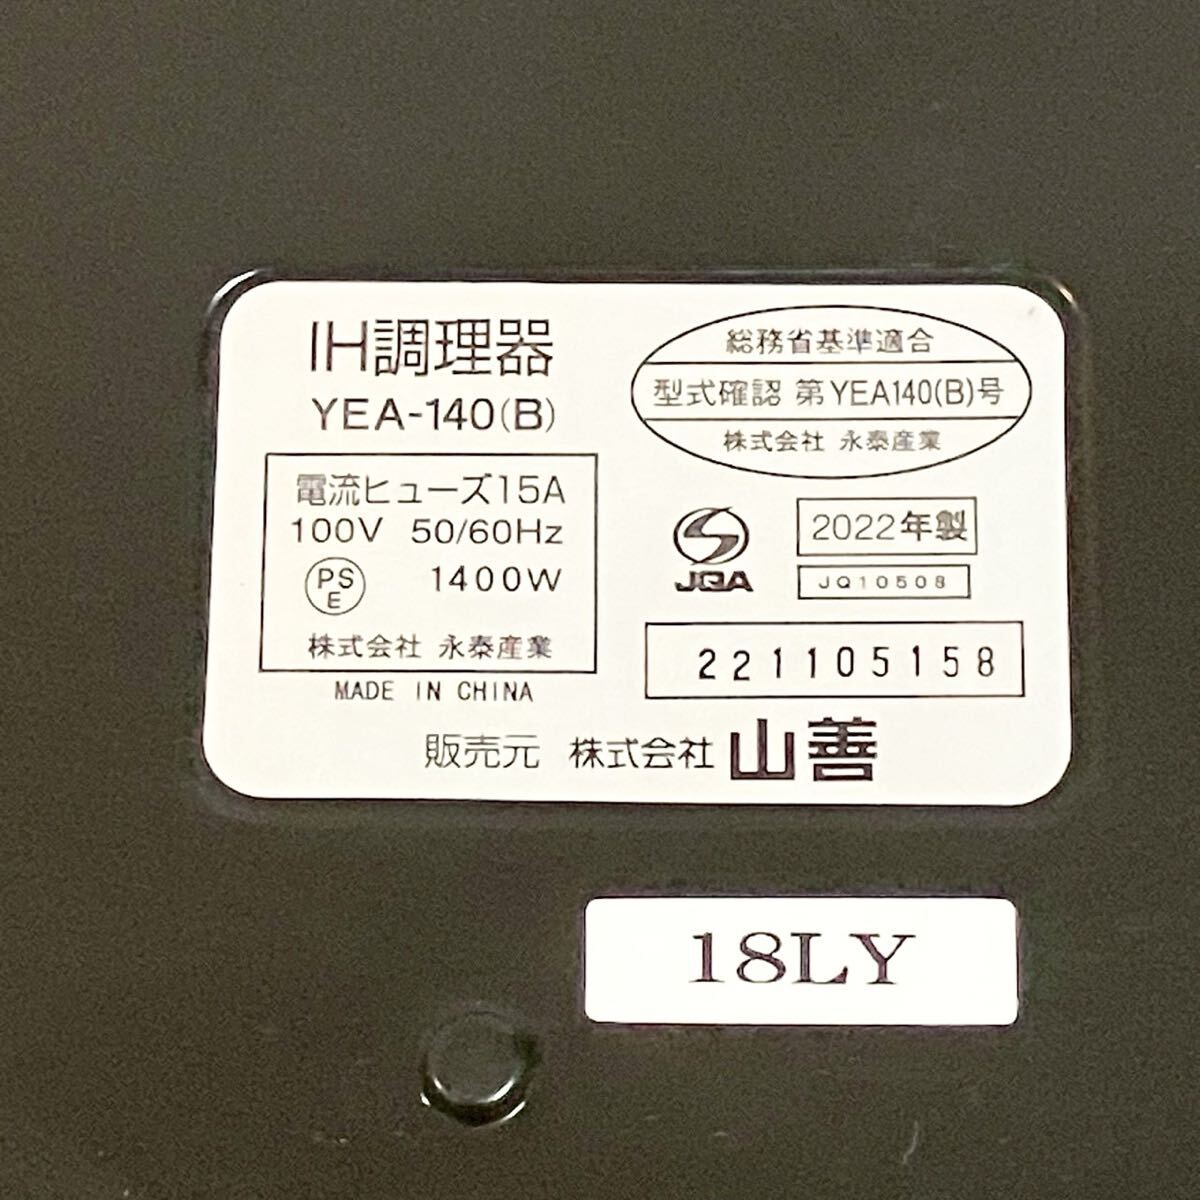 IH調理器
YEA-140(B)
電流ヒューズ15A
100V 50/60Hz
PS
E
1400W
株式会社 永泰産業
MADE IN CHINA
総務省基準適合
型式確認 第YEA140(B)号
株式会社 永泰産業
JQA
2022年製
JQ10508
221105158
販売元 株式会社 山善
18LY